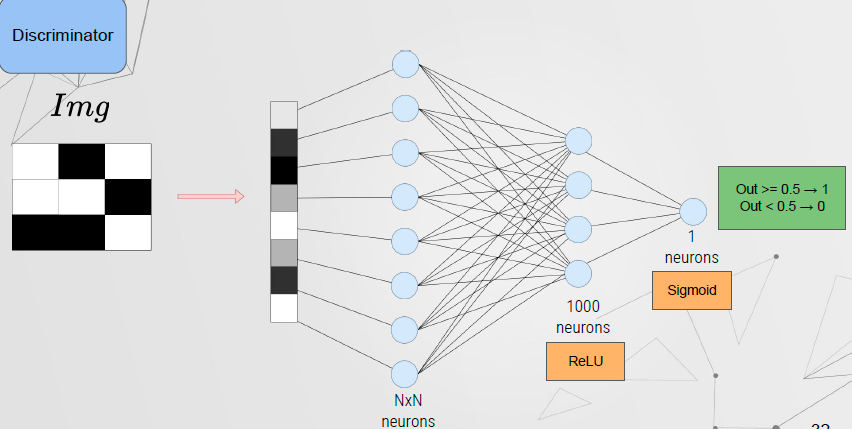 Discriminator
Img
Out >= 0.5 → 1
Out < 0.5 → 0
1
neurons
Sigmoid
1000
neurons
ReLU
NxN
neurons